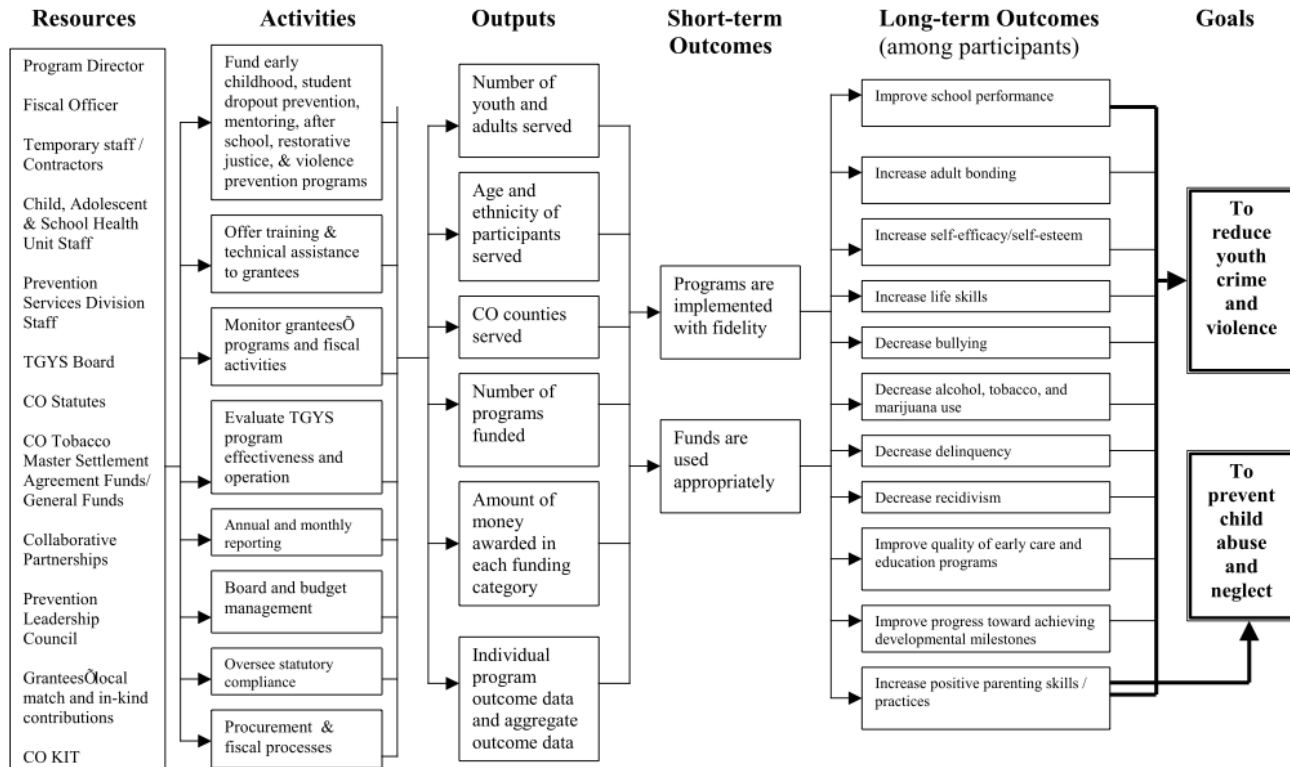 Resources
Activities
Outputs
Short-term
Outcomes
Long-term Outcomes
(among participants)
Goals
Program Director
Fiscal Officer
Temporary staff /
Contractors
Child, Adolescent
& School Health
Unit Staff
Prevention
Services Division
Staff
TGYS Board
CO Statutes
CO Tobacco
Master Settlement
Agreement Funds/
General Funds
Collaborative
Partnerships
Prevention
Leadership
Council
GranteesÕlocal
match and in-kind
contributions
CO KIT
Fund early
childhood, student
dropout prevention,
mentoring, after
school, restorative
justice, & violence
prevention programs
Offer training &
technical assistance
to grantees
Monitor granteesÕ
programs and fiscal
activities
Evaluate TGYS
program
effectiveness and
operation
Annual and monthly
reporting
Board and budget
management
Oversee statutory
compliance
Procurement &
fiscal processes
Number of
youth and
adults served
Age and
ethnicity of
participants
served
CO counties
served
Number of
programs
funded
Amount of
money
awarded in
each funding
category
Individual
program
outcome data
and aggregate
outcome data
Programs are
implemented
with fidelity
Funds are
used
appropriately
Improve school performance
Increase adult bonding
Increase self-efficacy/self-esteem
Increase life skills
Decrease bullying
Decrease alcohol, tobacco, and
marijuana use
Decrease delinquency
Decrease recidivism
Improve quality of early care and
education programs
Improve progress toward achieving
developmental milestones
Increase positive parenting skills /
practices
To
reduce
youth
crime
and
violence
To
prevent
child
abuse
and
neglect